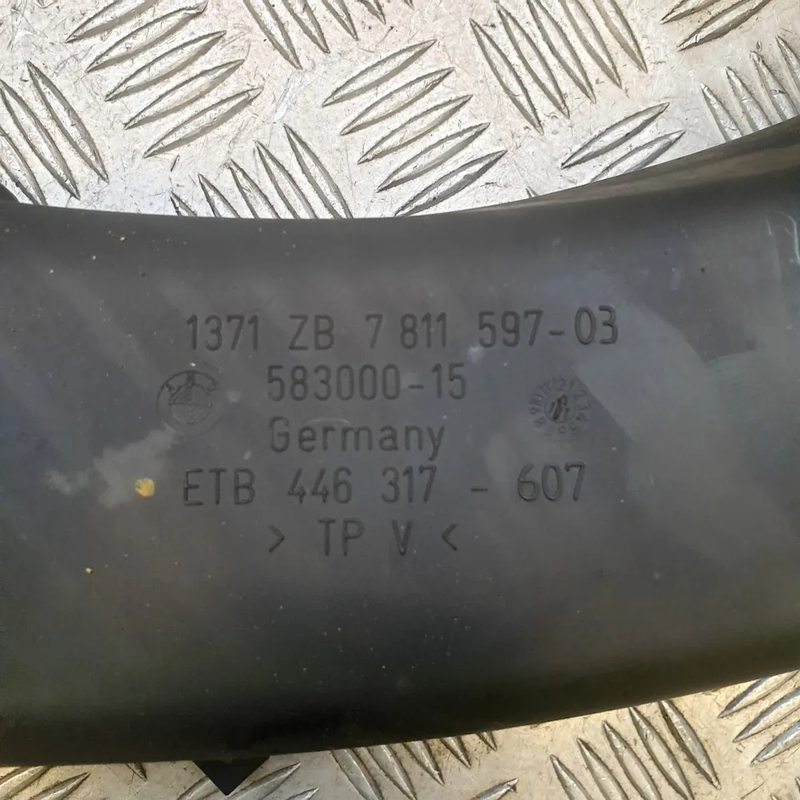 1371 ZB 7 811 597-03
583000-15
Germany
ETB 446 317 - 607
> TP V <